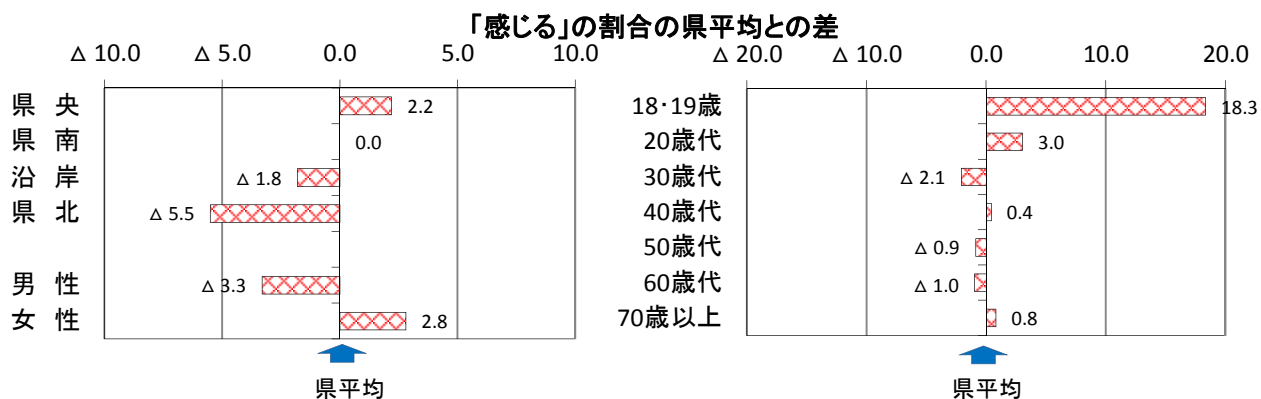 「感じる」の割合の県平均との差
△ 10.0 △ 5.0 0.0 5.0 10.0
県 央 2.2
県 南 0.0
沿 岸 △ 1.8
県 北 △ 5.5
男 性 △ 3.3
女 性 2.8
県平均
△ 20.0 △ 10.0 0.0 10.0 20.0
18・19歳 18.3
20歳代 3.0
30歳代 △ 2.1
40歳代 0.4
50歳代 △ 0.9
60歳代 △ 1.0
70歳以上 0.8
県平均